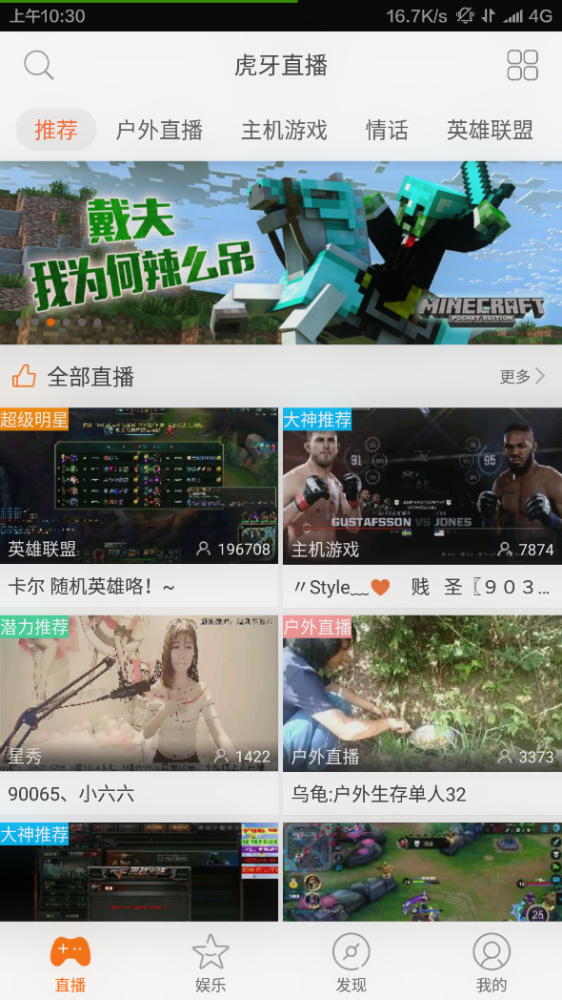 上午10:30
16.7K/s 4G
虎牙直播
推荐 户外直播 主机游戏 情话 英雄联盟
戴夫
我为何辣么吊
MINECRAFT
POCKET EDITION
全部直播 更多
超级明星 大神推荐
91 95
GUSTAFSSON VS JONES
英雄联盟 196708 主机游戏 7874
卡尔 随机英雄咯！~ 〃Style﹏🧡 贱 圣〖９０３...
潜力推荐 户外直播
星秀 1422 户外直播 3373
90065、小六六 乌龟:户外生存单人32
大神推荐
25
直播 娱乐 发现 我的